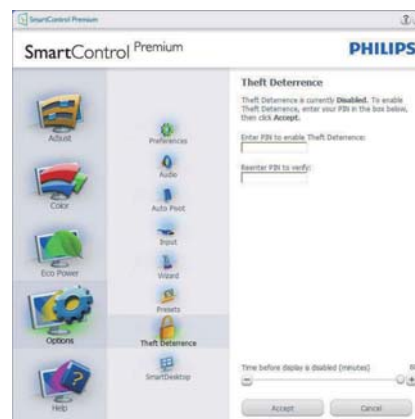 SmartControl Premium
SmartControl Premium
PHILIPS
Adjust
Color
Eco Power
Options
Help
Preferences
Audio
Auto Pivot
Input
Wizard
Presets
Theft Deterrence
SmartDesktop
Theft Deterrence
Theft Deterrence is currently Disabled. To enable
Theft Deterrence, enter your PIN in the box below,
then click Accept.
Enter PIN to enable Theft Deterrence:
Reenter PIN to verify:
Time before display is disabled (minutes)
Accept
Cancel